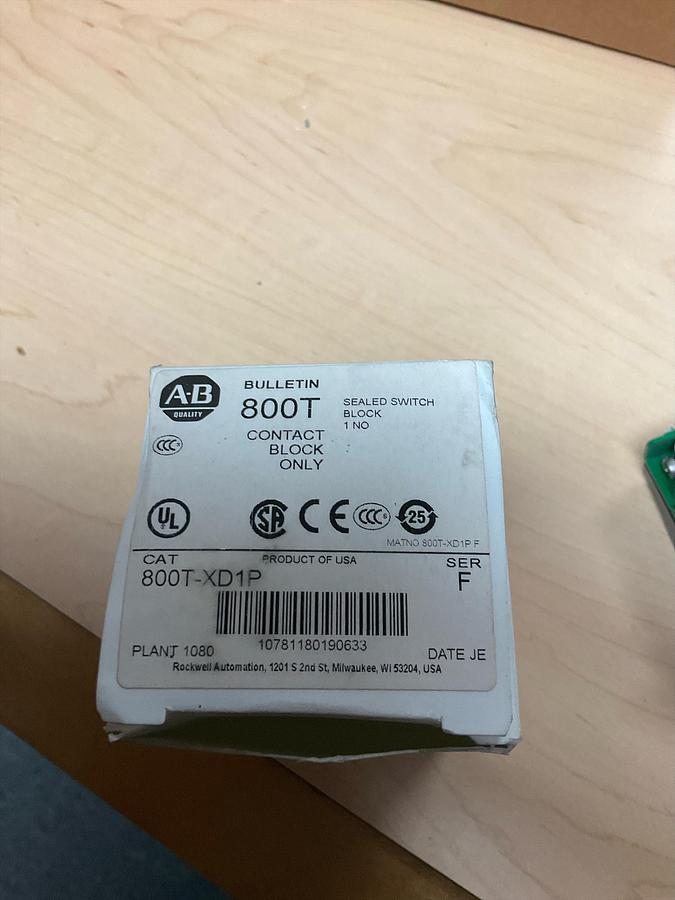 A-B
QUALITY
BULLETIN
800T
CONTACT
BLOCK
ONLY
SEALED SWITCH
BLOCK
1 NO
UL
SA
CE
CCC
25
MATNO 800T-XD1P F
CAT
800T-XD1P
PRODUCT OF USA
SER
F
10781180190633
PLANT 1080
DATE JE
Rockwell Automation, 1201 S 2nd St, Milwaukee, WI 53204, USA